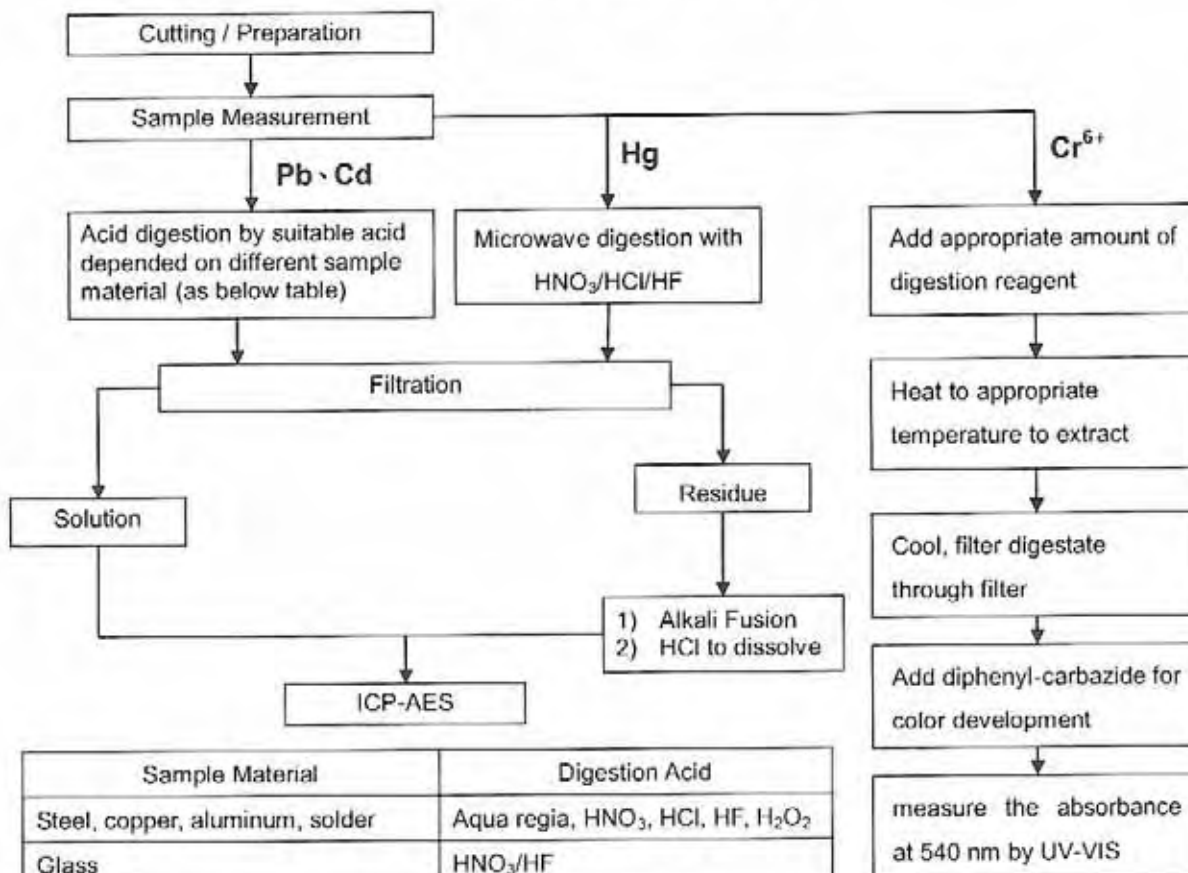 Cutting / Preparation
Sample Measurement
Pb、Cd
Hg
Cr⁶⁺
Acid digestion by suitable acid
depended on different sample
material (as below table)
Microwave digestion with
HNO₃/HCl/HF
Add appropriate amount of
digestion reagent
Filtration
Heat to appropriate
temperature to extract
Solution
Residue
Cool, filter digestate
through filter
1) Alkali Fusion
2) HCl to dissolve
ICP-AES
Add diphenyl-carbazide for
color development
measure the absorbance
at 540 nm by UV-VIS
Sample Material Digestion Acid
Steel, copper, aluminum, solder Aqua regia, HNO₃, HCl, HF, H₂O₂
Glass HNO₃/HF